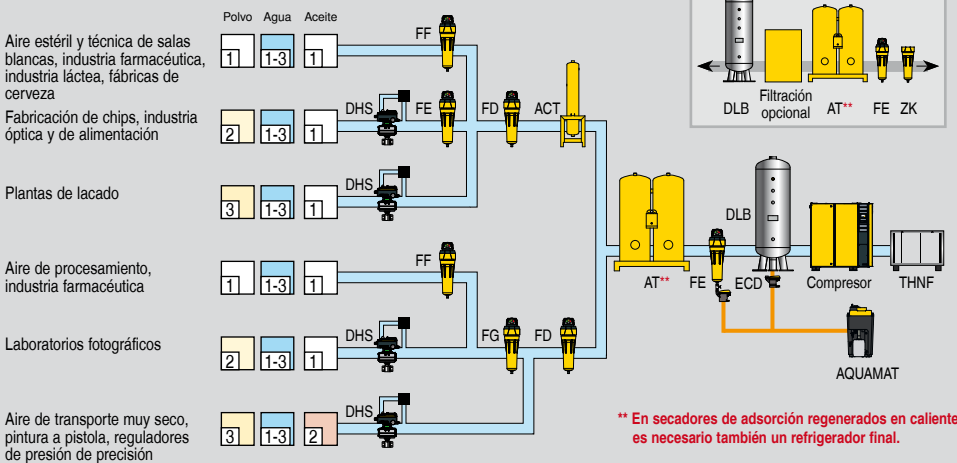 Polvo Agua Aceite
Aire estéril y técnica de salas
blancas, industria farmacéutica,
industria láctea, fábricas de
cerveza
1 1-3 1
FF
Fabricación de chips, industria
óptica y de alimentación
2 1-3 1
DHS FE FD ACT
Plantas de lacado
3 1-3 1
DHS
Aire de procesamiento,
industria farmacéutica
1 1-3 1
FF
Laboratorios fotográficos
2 1-3 1
DHS FG FD
Aire de transporte muy seco,
pintura a pistola, reguladores
de presión de precisión
3 1-3 2
DHS
DLB
Filtración
opcional
AT**
FE ZK
DLB
AT** FE ECD Compresor THNF
AQUAMAT
** En secadores de adsorción regenerados en caliente
es necesario también un refrigerador final.